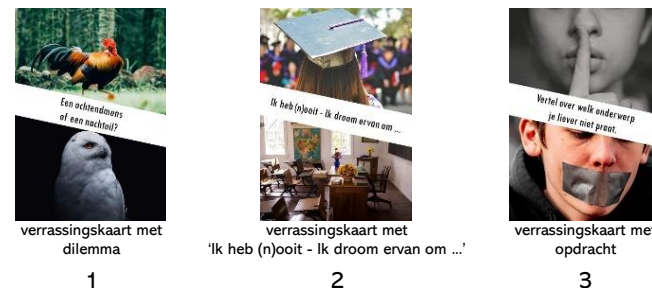 Een ochtendmens
of een nachtuil?
verrassingskaart met
dilemma
1
Ik heb (n)ooit - Ik droom ervan om ...
verrassingskaart met
‘Ik heb (n)ooit - Ik droom ervan om ...’
2
Vertel over welk onderwerp
je liever niet praat.
verrassingskaart met
opdracht
3